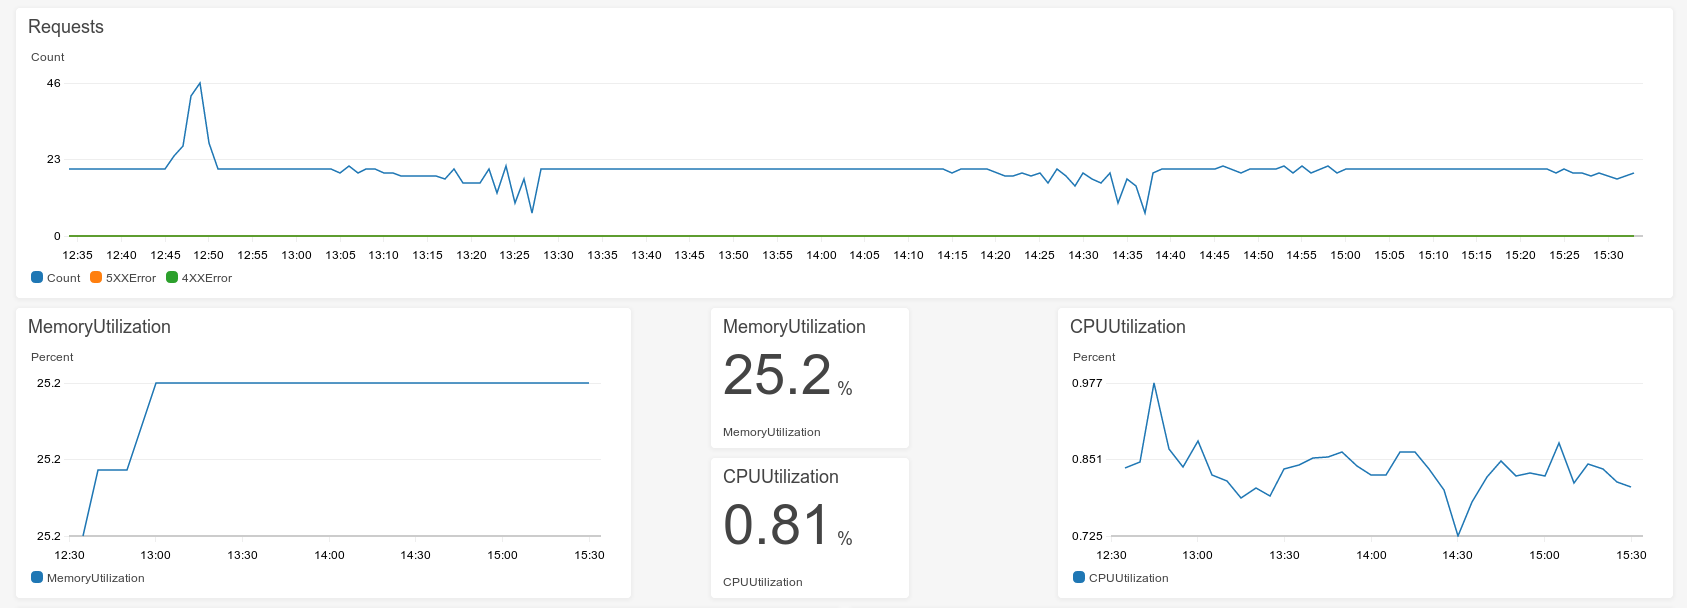 Requests
Count
46
23
0
12:35 12:40 12:45 12:50 12:55 13:00 13:05 13:10 13:15 13:20 13:25 13:30 13:35 13:40 13:45 13:50 13:55 14:00 14:05 14:10 14:15 14:20 14:25 14:30 14:35 14:40 14:45 14:50 14:55 15:00 15:05 15:10 15:15 15:20 15:25 15:30
Count 5XXError 4XXError
MemoryUtilization
Percent
25.2
25.2
25.2
12:30 13:00 13:30 14:00 14:30 15:00 15:30
MemoryUtilization
MemoryUtilization
25.2 %
MemoryUtilization
CPUUtilization
0.81 %
CPUUtilization
CPUUtilization
Percent
0.977
0.851
0.725
12:30 13:00 13:30 14:00 14:30 15:00 15:30
CPUUtilization